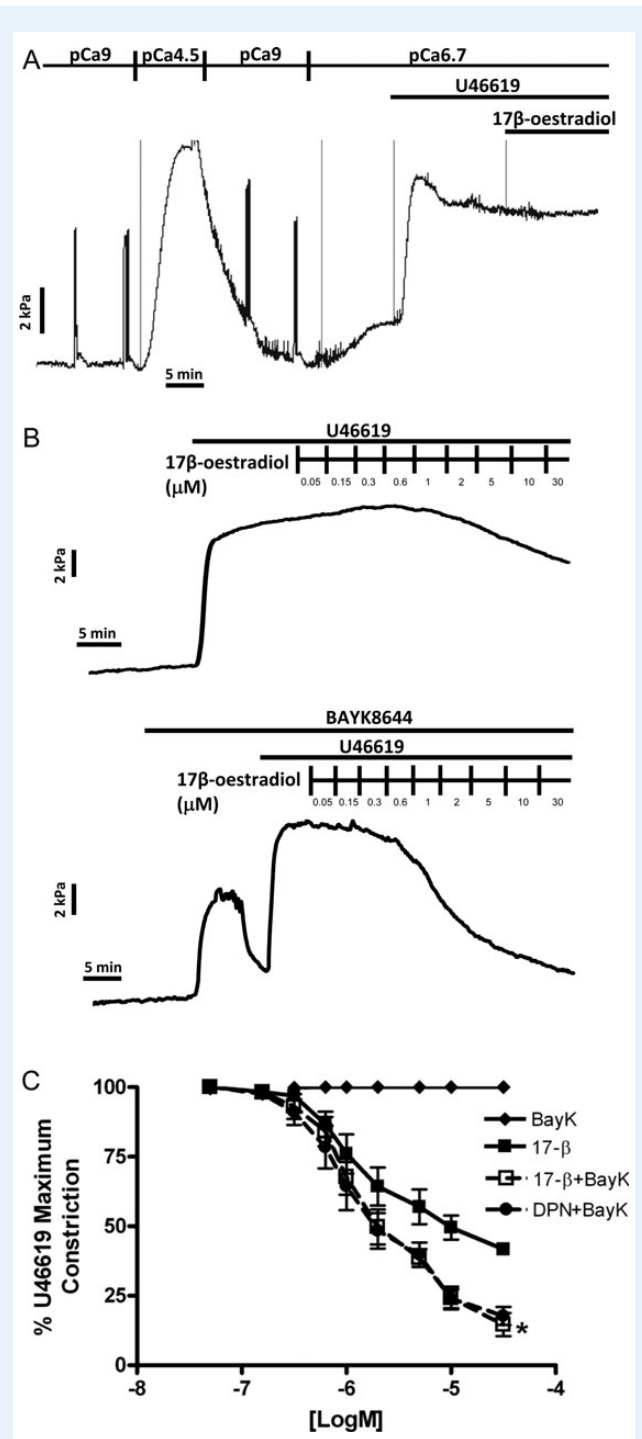 A
pCa9 pCa4.5 pCa9 pCa6.7
U46619
17β-oestradiol
2 kPa
5 min
B
U46619
17β-oestradiol
(μM)
0.05 0.15 0.3 0.6 1 2 5 10 30
2 kPa
5 min
BAYK8644
U46619
17β-oestradiol
(μM)
0.05 0.15 0.3 0.6 1 2 5 10 30
2 kPa
5 min
C
% U46619 Maximum
Constriction
100
75
50
25
0
BayK
17-β
17-β+BayK
DPN+BayK
*
-8 -7 -6 -5 -4
[LogM]